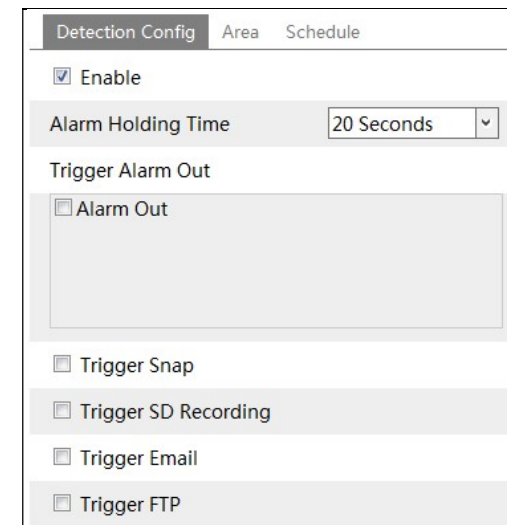 Detection Config Area Schedule
Enable
Alarm Holding Time 20 Seconds
Trigger Alarm Out
Alarm Out
Trigger Snap
Trigger SD Recording
Trigger Email
Trigger FTP